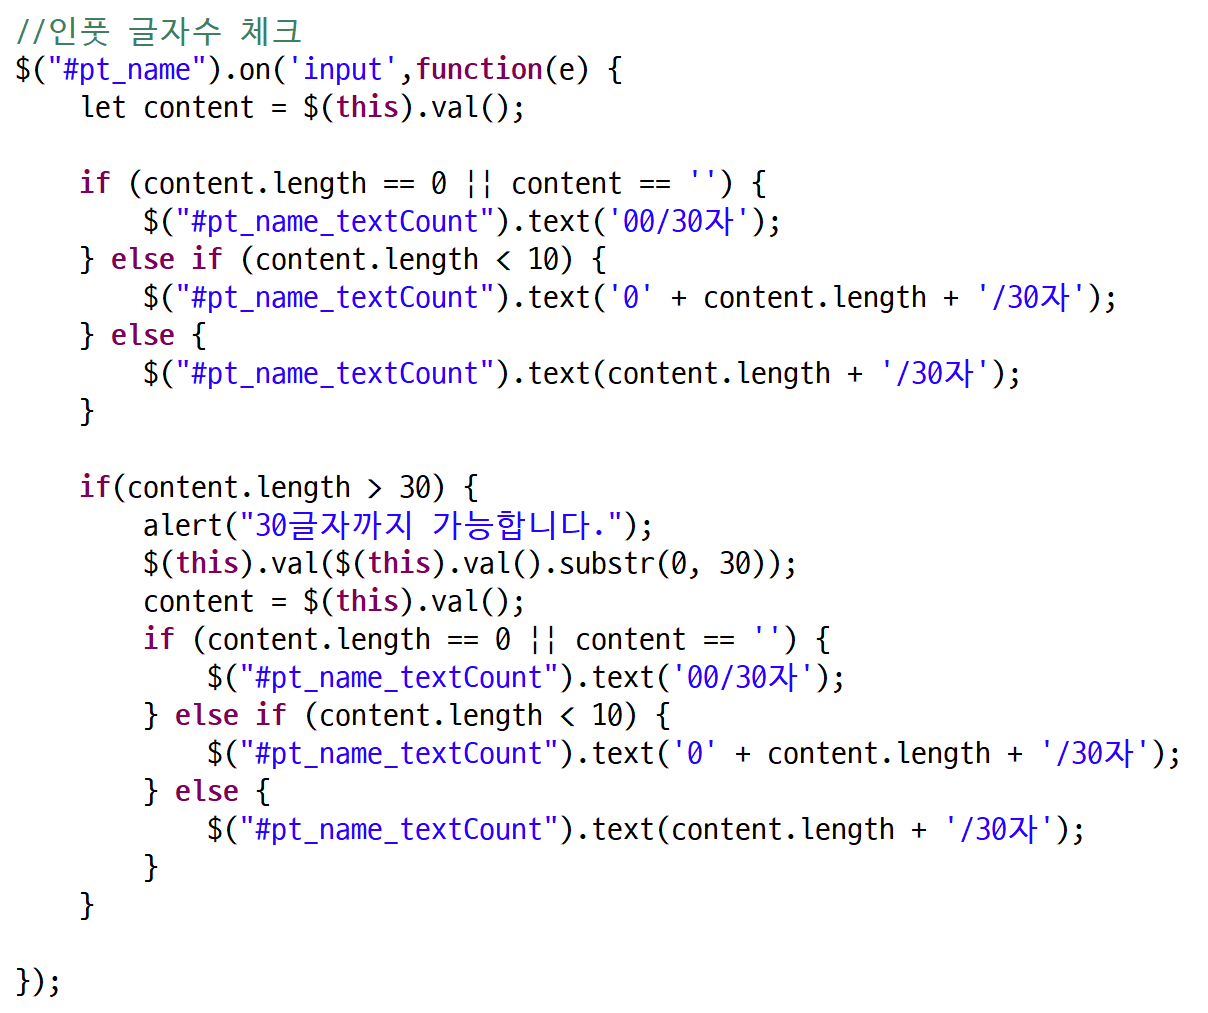 //인풋 글자수 체크
$("#pt_name").on('input',function(e) {
    let content = $(this).val();

    if (content.length == 0 || content == '') {
        $("#pt_name_textCount").text('00/30자');
    } else if (content.length < 10) {
        $("#pt_name_textCount").text('0' + content.length + '/30자');
    } else {
        $("#pt_name_textCount").text(content.length + '/30자');
    }

    if(content.length > 30) {
        alert("30글자까지 가능합니다.");
        $(this).val($(this).val().substr(0, 30));
        content = $(this).val();
        if (content.length == 0 || content == '') {
            $("#pt_name_textCount").text('00/30자');
        } else if (content.length < 10) {
            $("#pt_name_textCount").text('0' + content.length + '/30자');
        } else {
            $("#pt_name_textCount").text(content.length + '/30자');
        }
    }

});